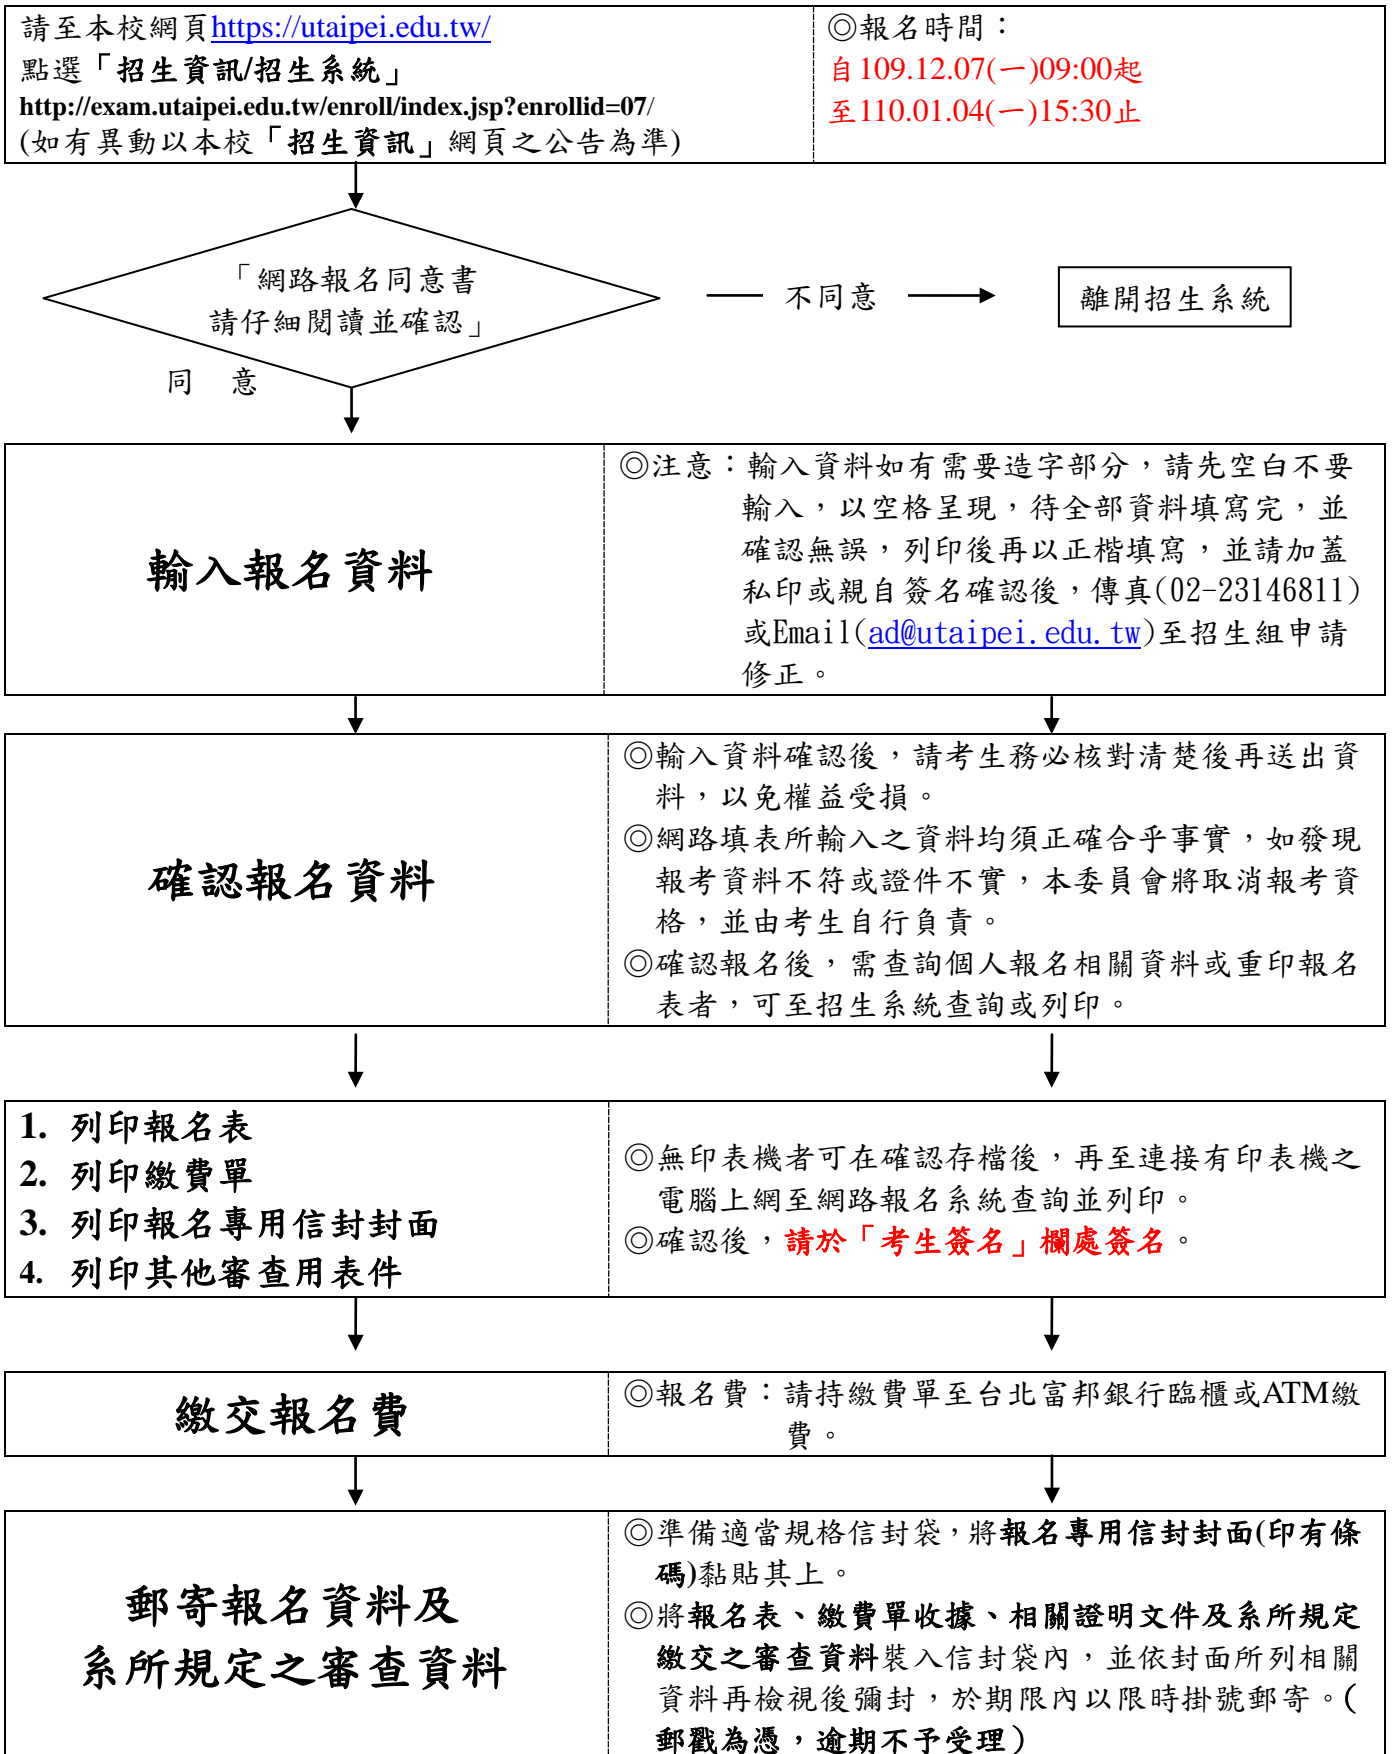 請至本校網頁https://utaipei.edu.tw/
點選「招生資訊/招生系統」
http://exam.utaipei.edu.tw/enroll/index.jsp?enrollid=07/
(如有異動以本校「招生資訊」網頁之公告為準)
◎報名時間：
自109.12.07(一)09:00起
至110.01.04(一)15:30止
「網路報名同意書
請仔細閱讀並確認」
不同意
離開招生系統
同 意
輸入報名資料
◎注意：輸入資料如有需要造字部分，請先空白不要
輸入，以空格呈現，待全部資料填寫完，並
確認無誤，列印後再以正楷填寫，並請加蓋
私印或親自簽名確認後，傳真(02-23146811)
或Email(ad@utaipei.edu.tw)至招生組申請
修正。
確認報名資料
◎輸入資料確認後，請考生務必核對清楚後再送出資
料，以免權益受損。
◎網路填表所輸入之資料均須正確合乎事實，如發現
報考資料不符或證件不實，本委員會將取消報考資
格，並由考生自行負責。
◎確認報名後，需查詢個人報名相關資料或重印報名
表者，可至招生系統查詢或列印。
1. 列印報名表
2. 列印繳費單
3. 列印報名專用信封封面
4. 列印其他審查用表件
◎無印表機者可在確認存檔後，再至連接有印表機之
電腦上網至網路報名系統查詢並列印。
◎確認後，請於「考生簽名」欄處簽名。
繳交報名費
◎報名費：請持繳費單至台北富邦銀行臨櫃或ATM繳
費。
郵寄報名資料及
系所規定之審查資料
◎準備適當規格信封袋，將報名專用信封封面(印有條
碼)黏貼其上。
◎將報名表、繳費單收據、相關證明文件及系所規定
繳交之審查資料裝入信封袋內，並依封面所列相關
資料再檢視後彌封，於期限內以限時掛號郵寄。(
郵戳為憑，逾期不予受理)